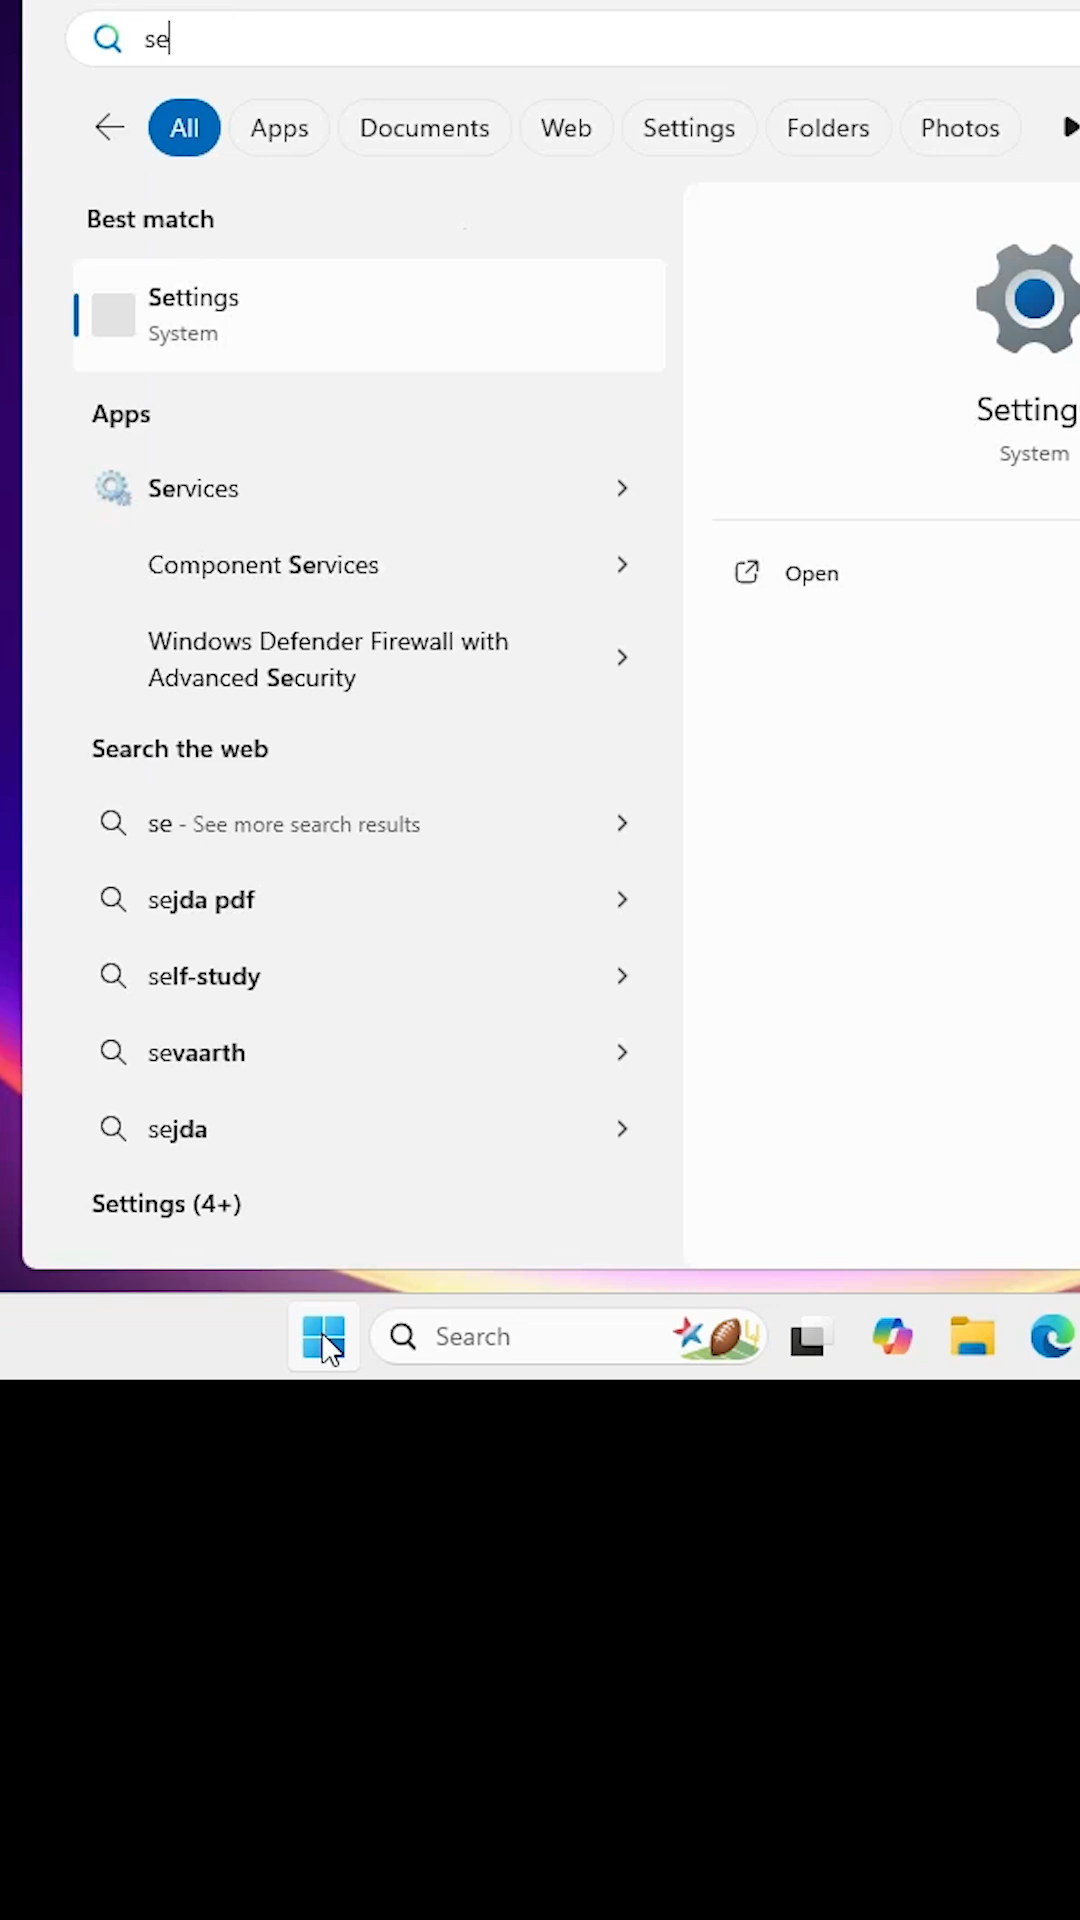 se
All Apps Documents Web Settings Folders Photos
Best match
Settings
System
Apps
Services
Component Services
Windows Defender Firewall with
Advanced Security
Search the web
se - See more search results
sejda pdf
self-study
sevaarth
sejda
Settings (4+)
Setting
System
Open
Search